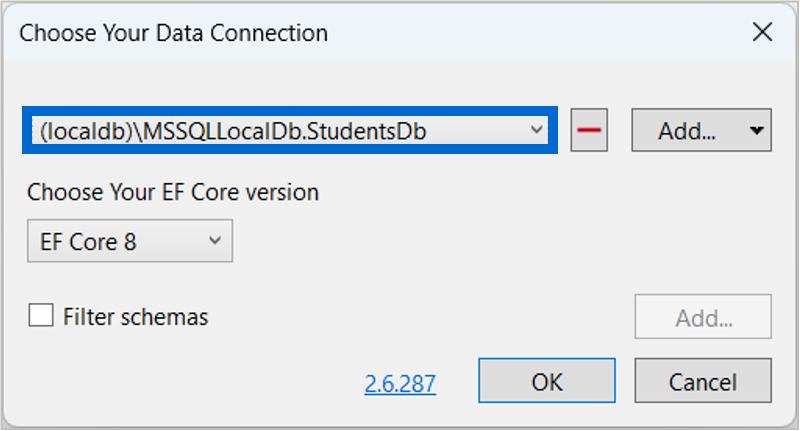 Choose Your Data Connection
(localdb)\MSSQLLocalDb.StudentsDb
Add...
Choose Your EF Core version
EF Core 8
Filter schemas
Add...
2.6.287
OK
Cancel